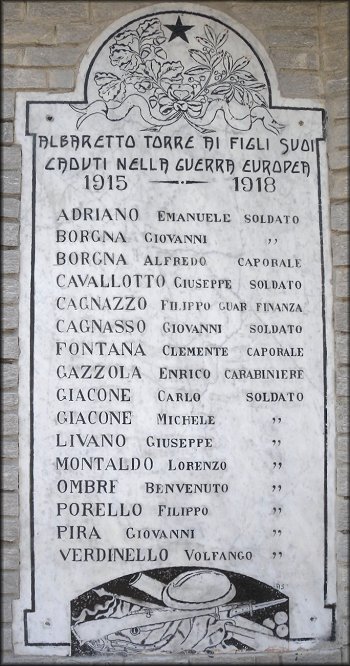 ALBARETTO TORRE AI FIGLI SUOI
CADUTI NELLA GUERRA EUROPEA
1915 — 1918
ADRIANO EMANUELE SOLDATO
BORGNA GIOVANNI ,,
BORGNA ALFREDO CAPORALE
CAVALLOTTO GIUSEPPE SOLDATO
CAGNAZZO FILIPPO GUAR FINANZA
CAGNASSO GIOVANNI SOLDATO
FONTANA CLEMENTE CAPORALE
GAZZOLA ENRICO CARABINIERE
GIACONE CARLO SOLDATO
GIACONE MICHELE ,,
LIVANO GIUSEPPE ,,
MONTALDO LORENZO ,,
OMBRE BENVENUTO ,,
PORELLO FILIPPO ,,
PIRA GIOVANNI ,,
VERDINELLO VOLFANGO ,,